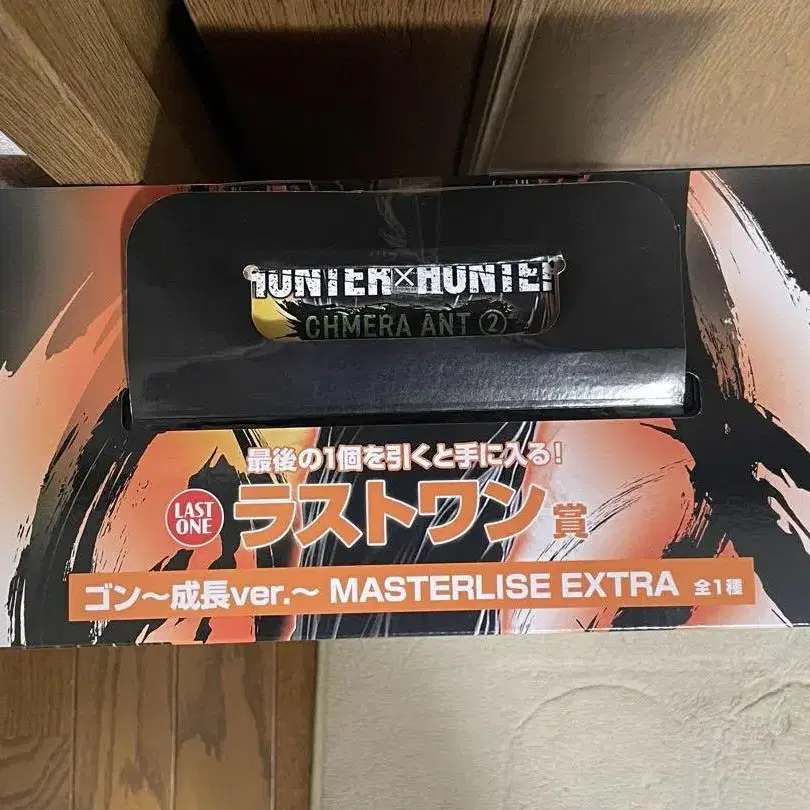 HUNTER×HUNTER
CHMERA ANT ②
最後の1個を引くと手に入る!
LAST ONE
ラストワン賞
ゴン〜成長ver.〜 MASTERLISE EXTRA 全1種